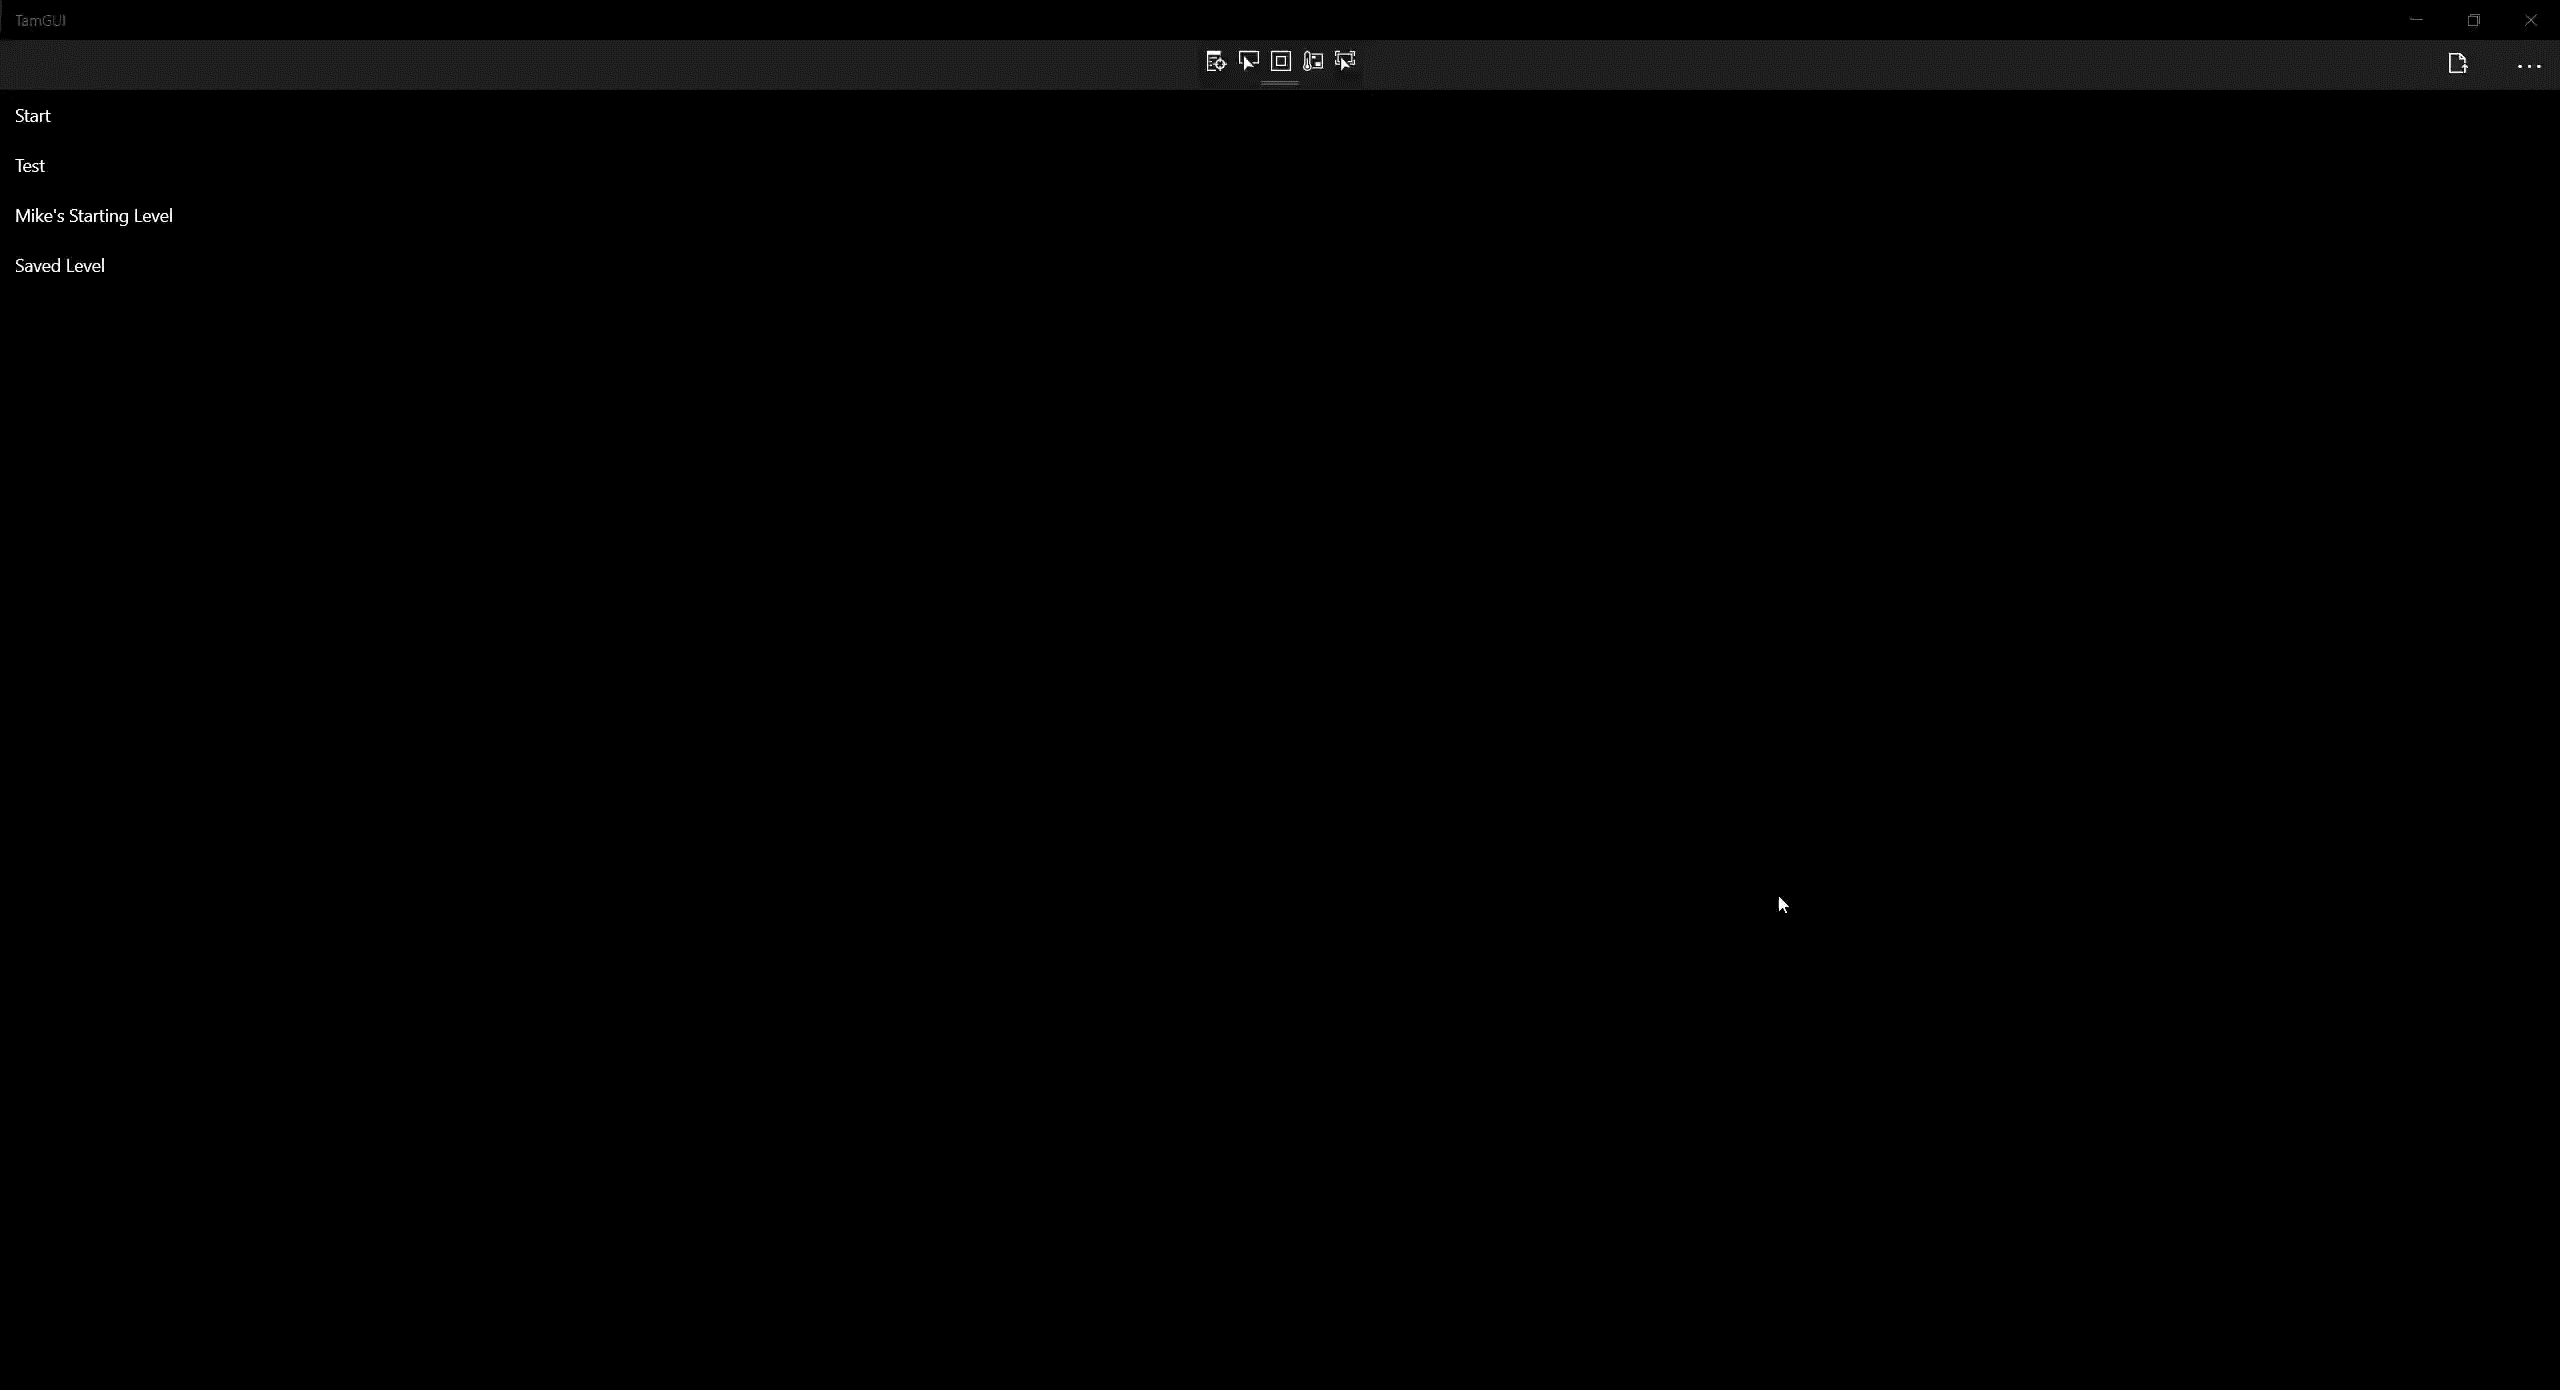 TamGUI
Start
Test
Mike's Starting Level
Saved Level